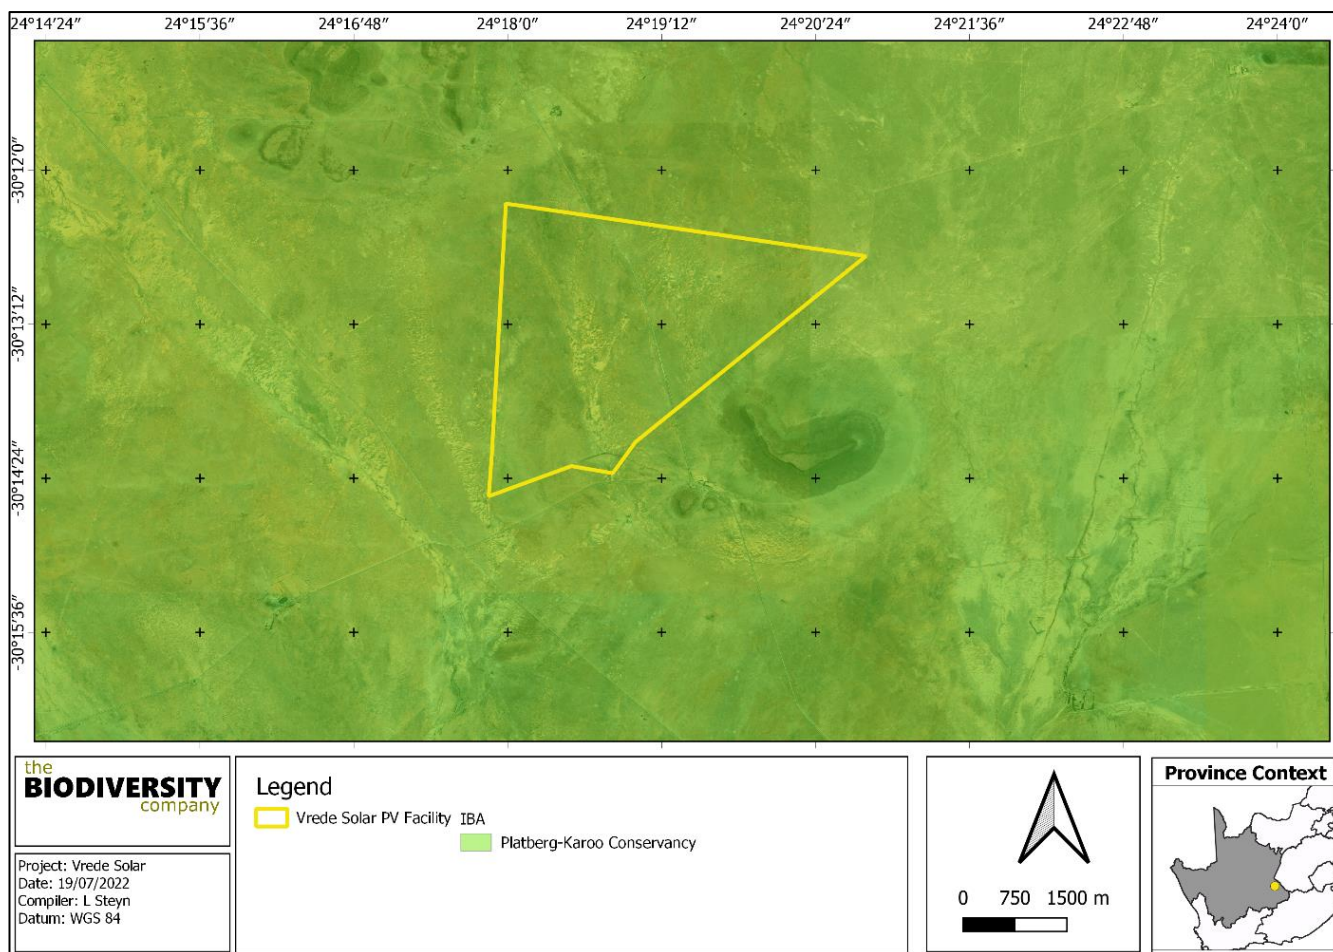 24°14′24″ 24°15′36″ 24°16′48″ 24°18′0″ 24°19′12″ 24°20′24″ 24°21′36″ 24°22′48″ 24°24′0″
-30°12′0″
-30°13′12″
-30°14′24″
-30°15′36″
the
BIODIVERSITY
company
Project: Vrede Solar
Date: 19/07/2022
Compiler: L Steyn
Datum: WGS 84
Legend
Vrede Solar PV Facility IBA
Platberg-Karoo Conservancy
0 750 1500 m
Province Context